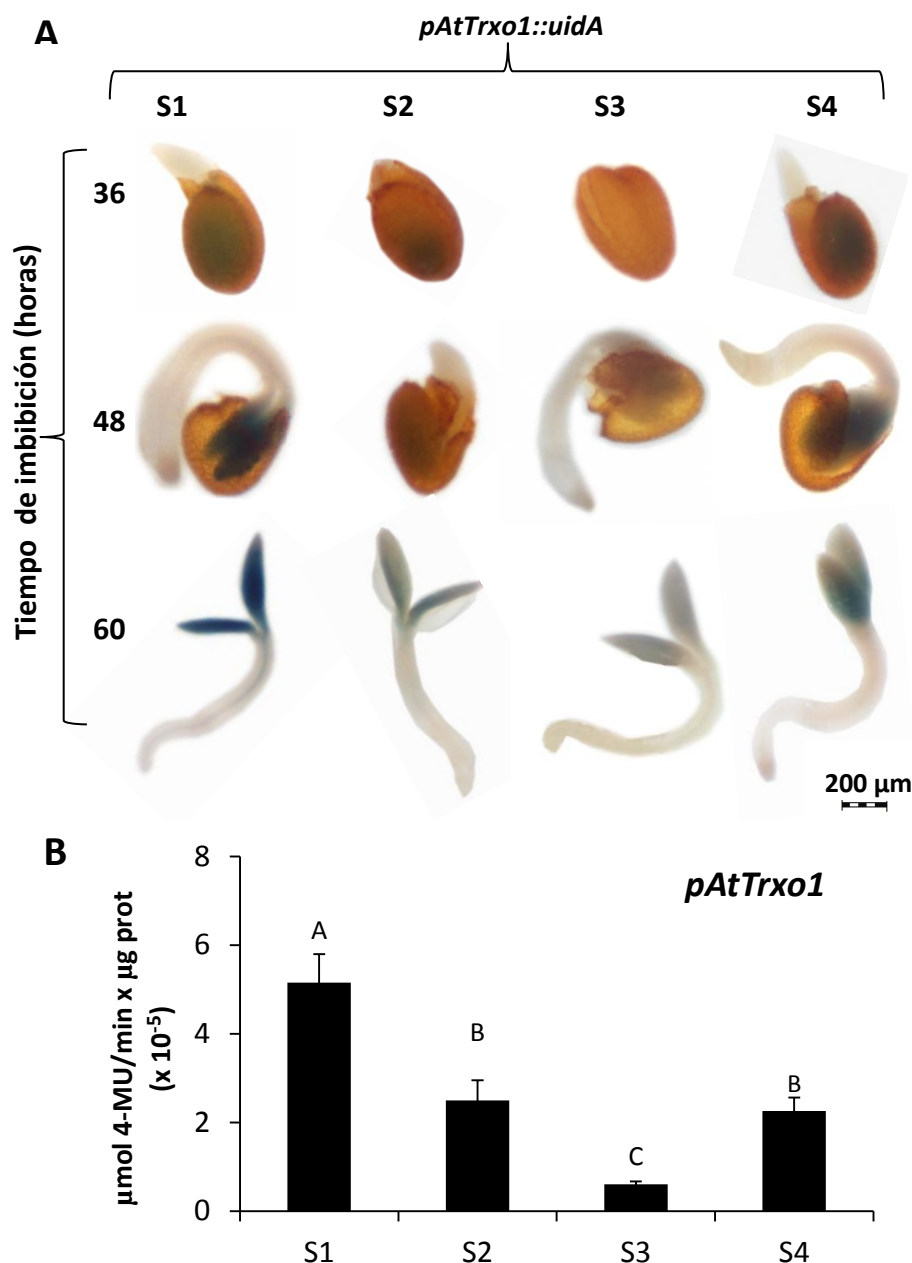 A
pAtTrxo1::uidA
S1 S2 S3 S4
Tiempo de imbibición (horas)
36
48
60
200 µm
B
pAtTrxo1
µmol 4-MU/min x µg prot
(x 10⁻⁵)
8
6
4
2
0
A
B
C
B
S1 S2 S3 S4